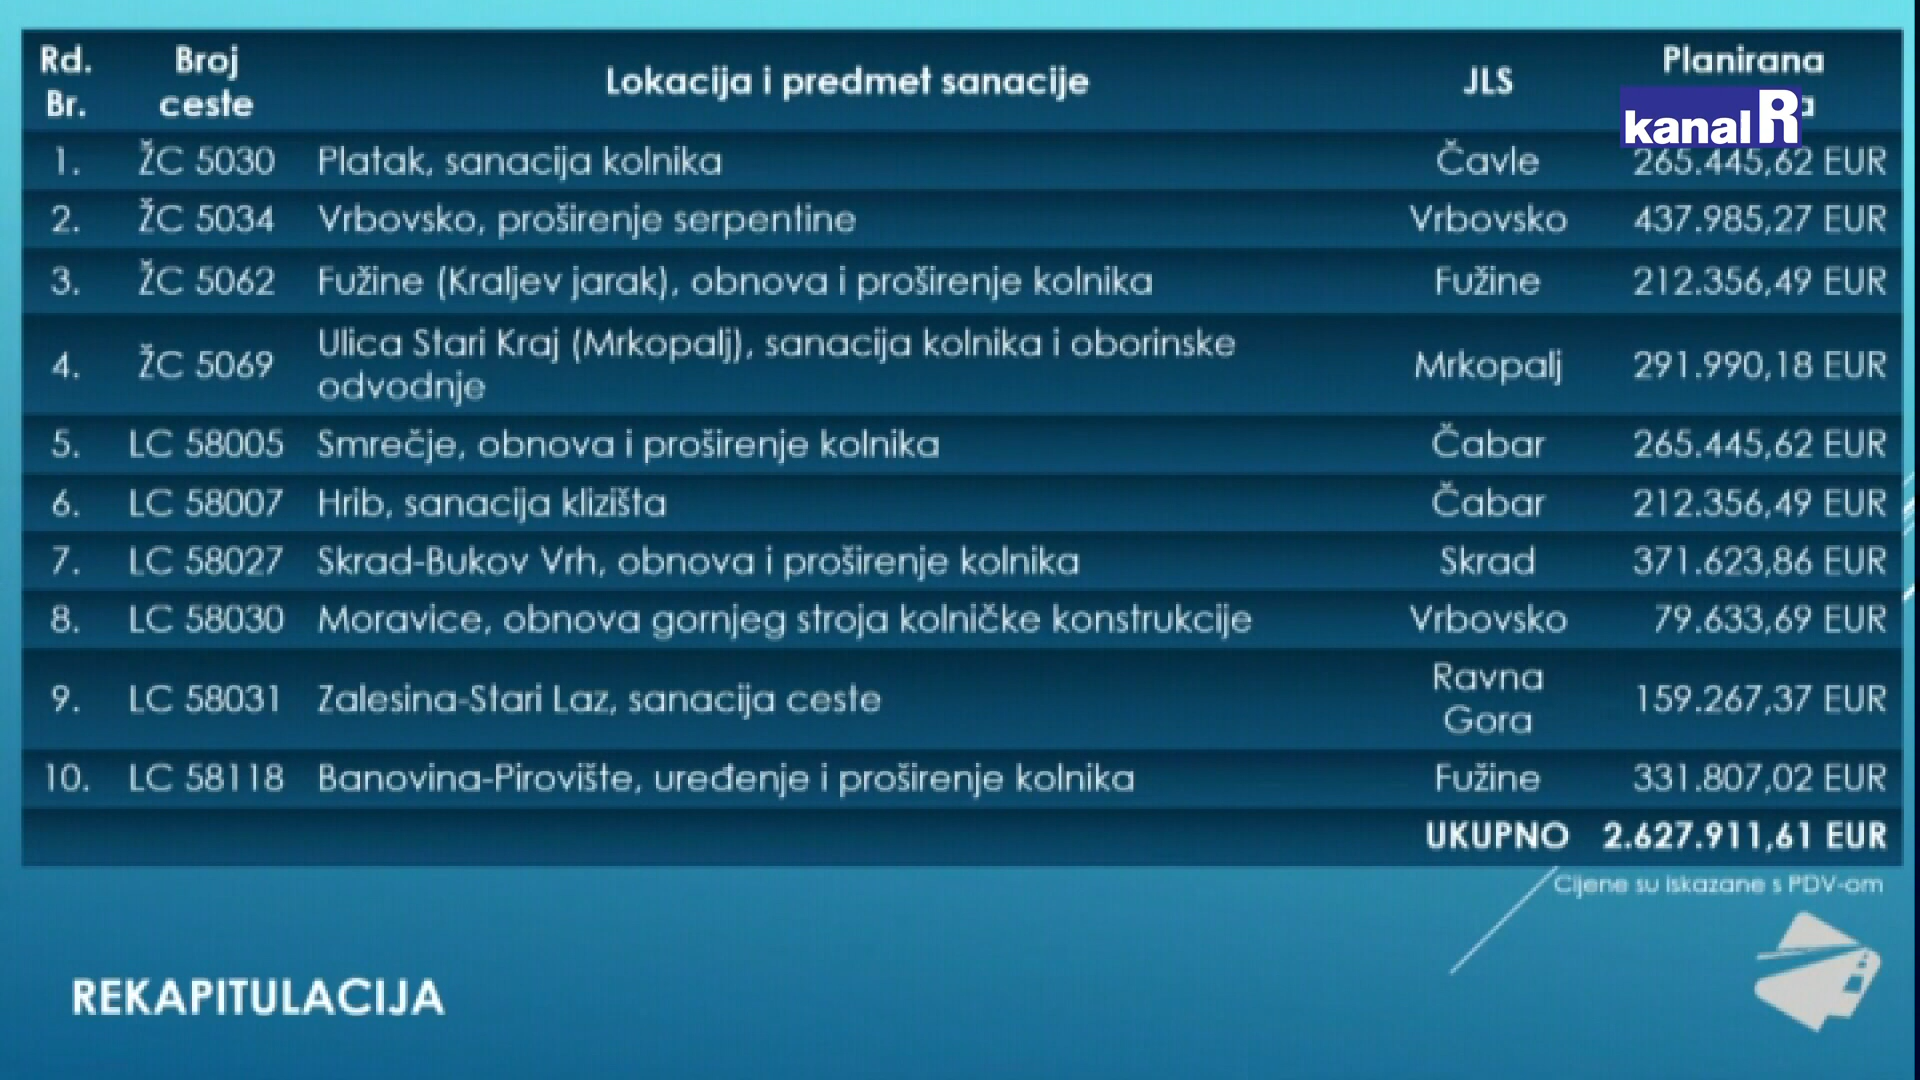 Rd. Br. Broj ceste Lokacija i predmet sanacije JLS Planirana
kanal R
1. ŽC 5030 Platak, sanacija kolnika Čavle 265.445,62 EUR
2. ŽC 5034 Vrbovsko, proširenje serpentine Vrbovsko 437.985,27 EUR
3. ŽC 5062 Fužine (Kraljev jarak), obnova i proširenje kolnika Fužine 212.356,49 EUR
4. ŽC 5069 Ulica Stari Kraj (Mrkopalj), sanacija kolnika i oborinske odvodnje Mrkopalj 291.990,18 EUR
5. LC 58005 Smrečje, obnova i proširenje kolnika Čabar 265.445,62 EUR
6. LC 58007 Hrib, sanacija klizišta Čabar 212.356,49 EUR
7. LC 58027 Skrad-Bukov Vrh, obnova i proširenje kolnika Skrad 371.623,86 EUR
8. LC 58030 Moravice, obnova gornjeg stroja kolničke konstrukcije Vrbovsko 79.633,69 EUR
9. LC 58031 Zalesina-Stari Laz, sanacija ceste Ravna Gora 159.267,37 EUR
10. LC 58118 Banovina-Pirovište, uređenje i proširenje kolnika Fužine 331.807,02 EUR
UKUPNO 2.627.911,61 EUR
Cijene su iskazane s PDV-om
REKAPITULACIJA